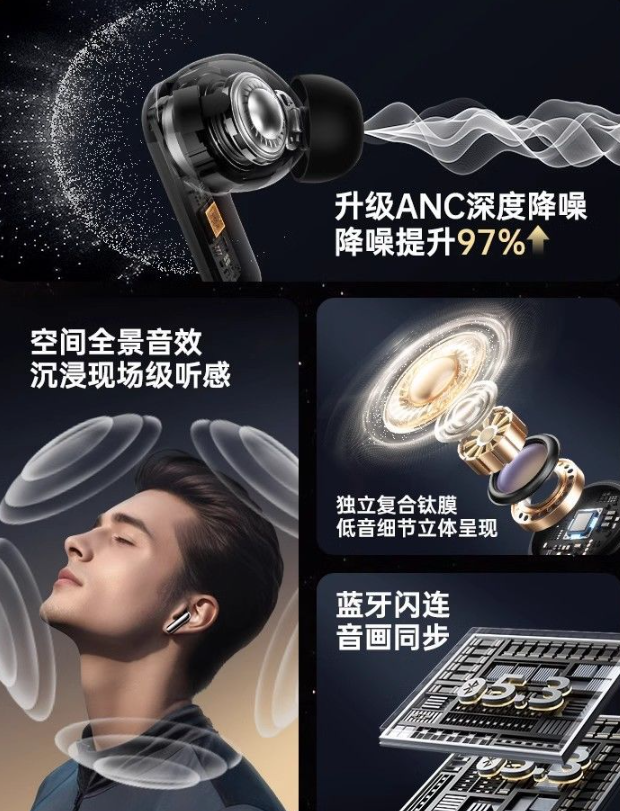 升级ANC深度降噪
降噪提升97%
空间全景音效
沉浸现场级听感
独立复合钛膜
低音细节立体呈现
蓝牙闪连
音画同步
5.3
5.3